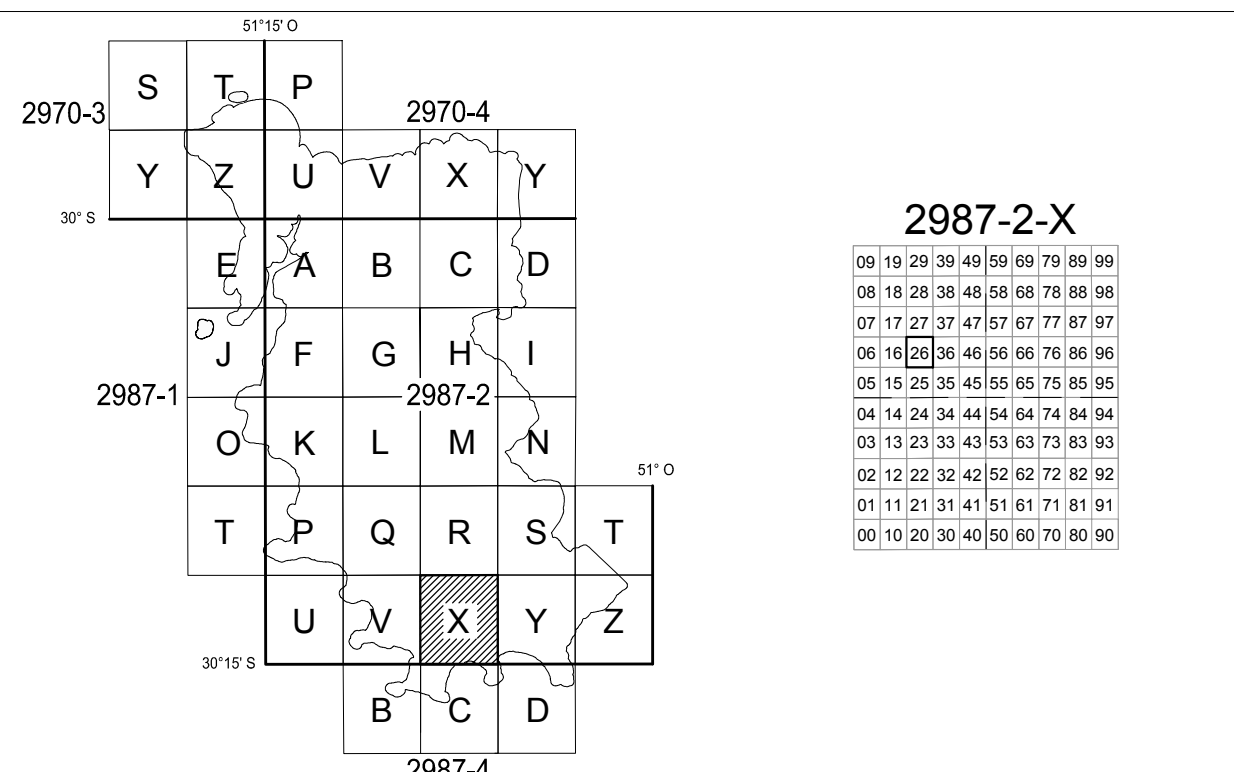 51°15' O
S T P
2970-3
2970-4
Y Z U V X Y
30° S
E A B C D
J F G H I
2987-1
2987-2
O K L M N
51° O
T P Q R S T
U V X Y Z
30°15' S
B C D
2987-4
2987-2-X
09 19 29 39 49 59 69 79 89 99
08 18 28 38 48 58 68 78 88 98
07 17 27 37 47 57 67 77 87 97
06 16 26 36 46 56 66 76 86 96
05 15 25 35 45 55 65 75 85 95
04 14 24 34 44 54 64 74 84 94
03 13 23 33 43 53 63 73 83 93
02 12 22 32 42 52 62 72 82 92
01 11 21 31 41 51 61 71 81 91
00 10 20 30 40 50 60 70 80 90